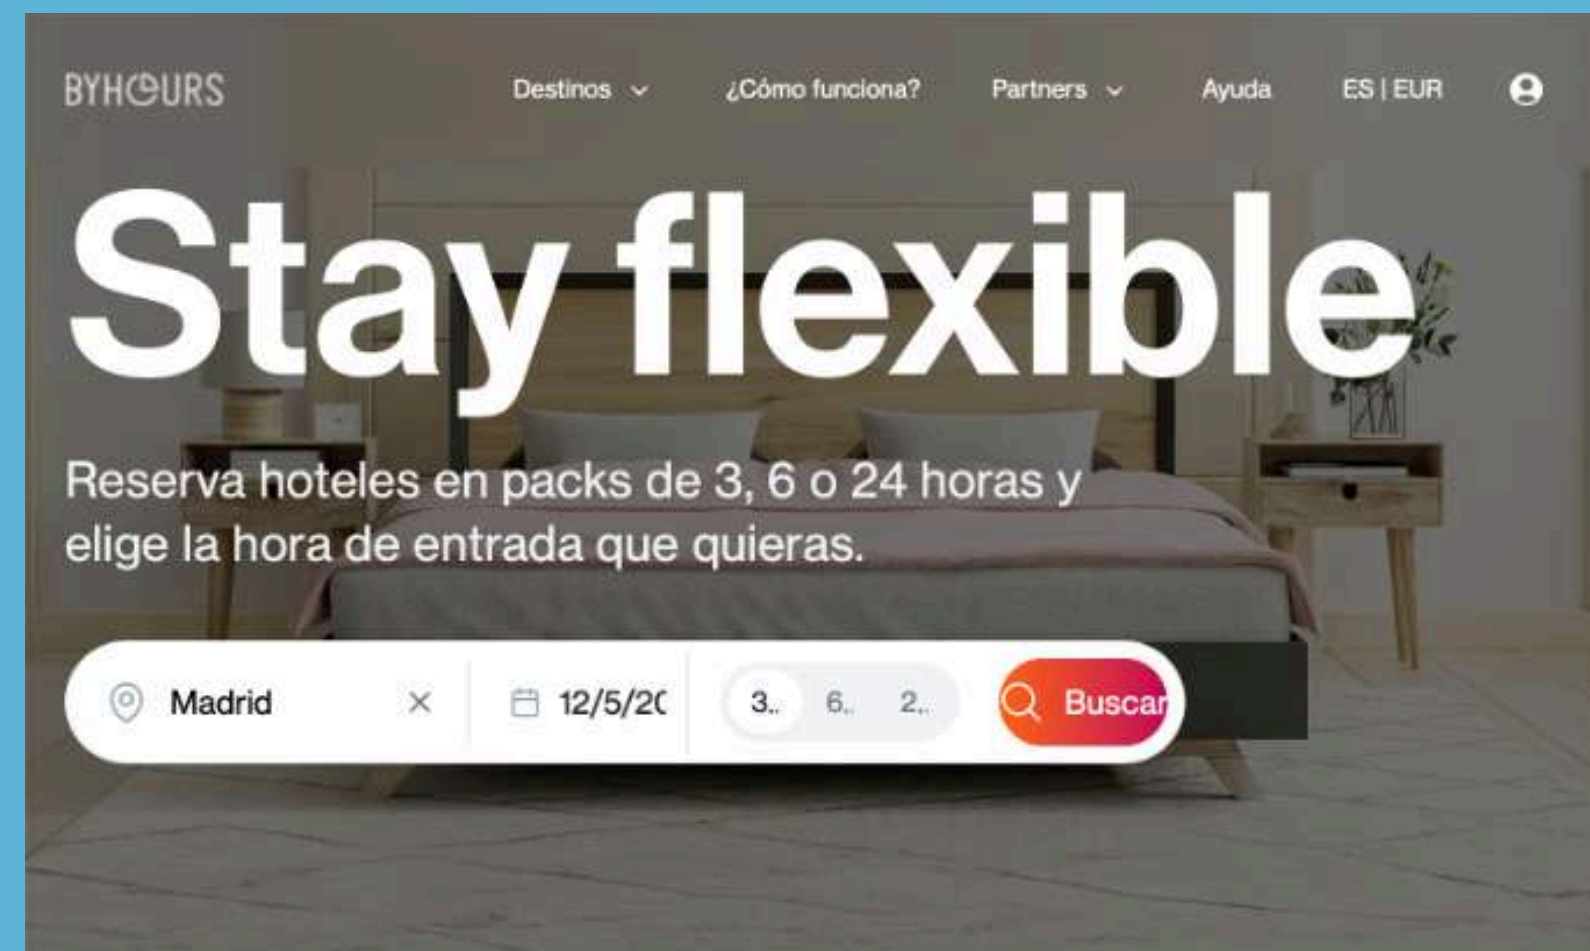 BYHOURS
Destinos
¿Cómo funciona?
Partners
Ayuda
ES | EUR
Stay flexible
Reserva hoteles en packs de 3, 6 o 24 horas y
elige la hora de entrada que quieras.
Madrid
12/5/20
3..
6..
2..
Buscar